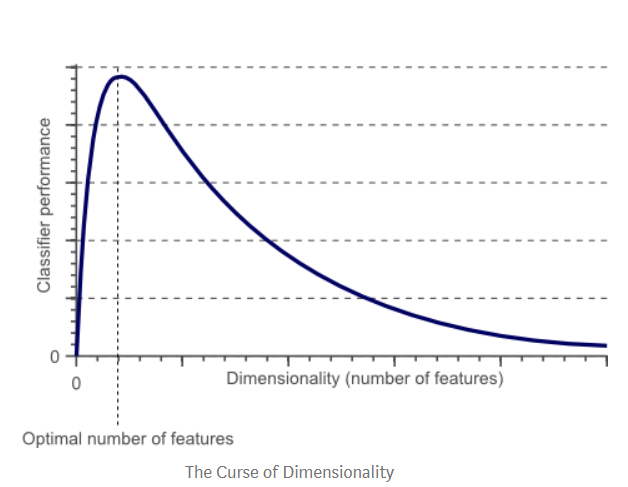 Classifier performance
0
0
Dimensionality (number of features)
Optimal number of features
The Curse of Dimensionality